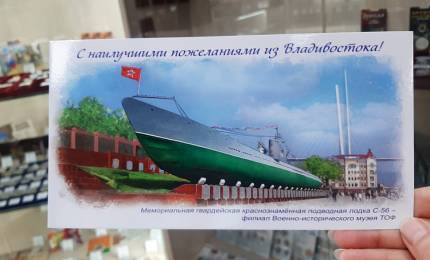 С наилучшими пожеланиями из Владивостока!
Мемориальная гвардейская краснознамённая подводная лодка С-56 –
филиал Военно-исторического музея ТОФ